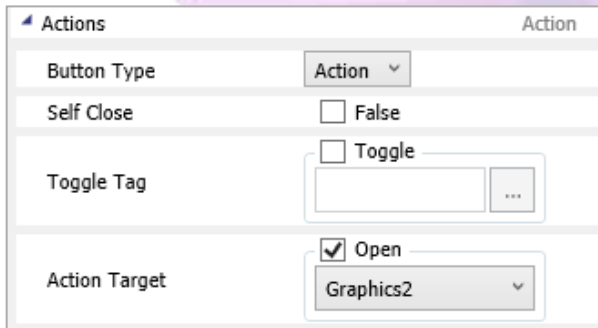 Actions Action
Button Type Action
Self Close False
Toggle
Toggle Tag ...
Open
Action Target Graphics2